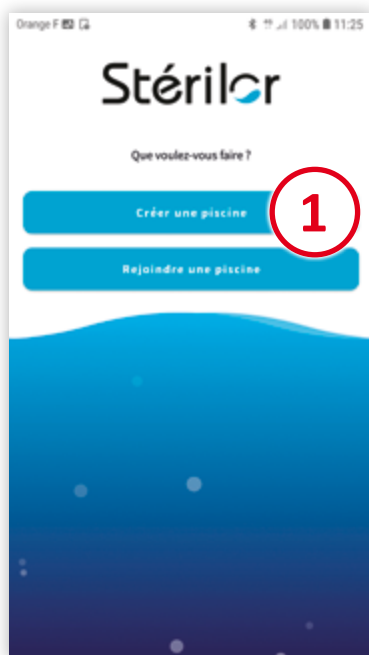 Orange F 100% 11:25
Stérilor
Que voulez-vous faire ?
Créer une piscine
1
Rejoindre une piscine